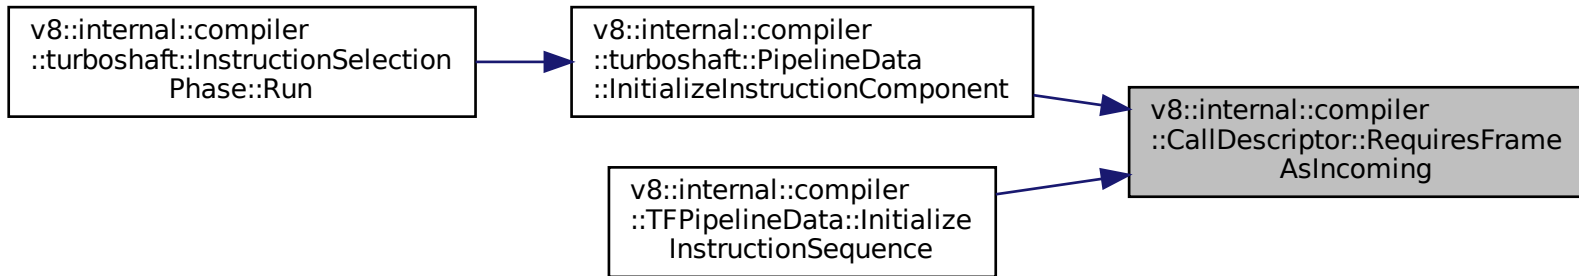 v8::internal::compiler
::turboshaft::InstructionSelection
Phase::Run
v8::internal::compiler
::turboshaft::PipelineData
::InitializeInstructionComponent
v8::internal::compiler
::CallDescriptor::RequiresFrame
AsIncoming
v8::internal::compiler
::TFPipelineData::Initialize
InstructionSequence